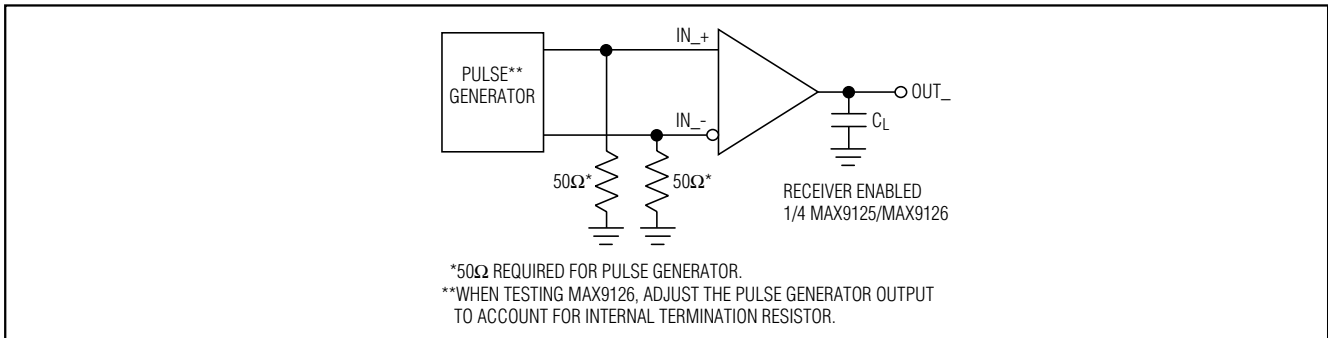 IN_+
PULSE**
GENERATOR
OUT_
IN_-
CL
50Ω*
50Ω*
RECEIVER ENABLED
1/4 MAX9125/MAX9126
*50Ω REQUIRED FOR PULSE GENERATOR.
**WHEN TESTING MAX9126, ADJUST THE PULSE GENERATOR OUTPUT
TO ACCOUNT FOR INTERNAL TERMINATION RESISTOR.